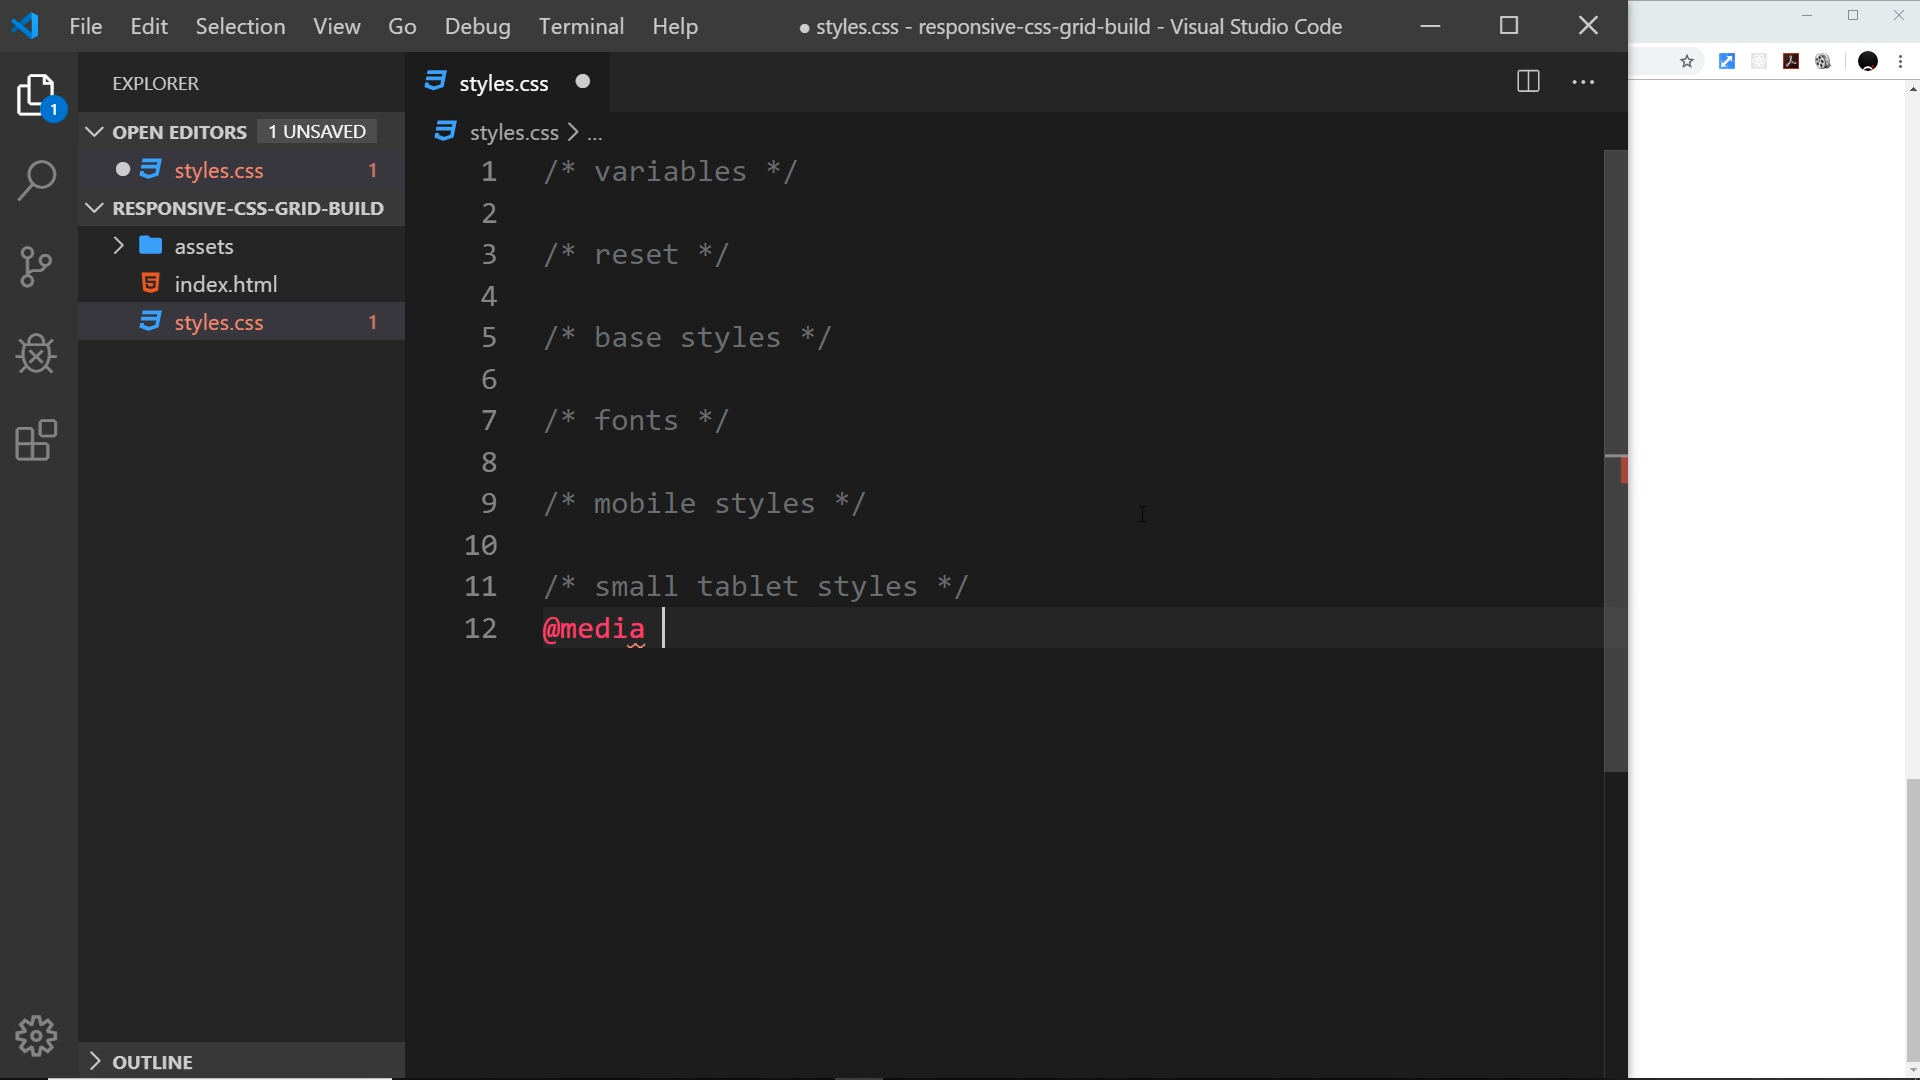 File Edit Selection View Go Debug Terminal Help
● styles.css - responsive-css-grid-build - Visual Studio Code
EXPLORER
styles.css
1
OPEN EDITORS 1 UNSAVED
styles.css > ...
styles.css 1
RESPONSIVE-CSS-GRID-BUILD
assets
index.html
styles.css 1
1 /* variables */
2
3 /* reset */
4
5 /* base styles */
6
7 /* fonts */
8
9 /* mobile styles */
10
11 /* small tablet styles */
12 @media
OUTLINE